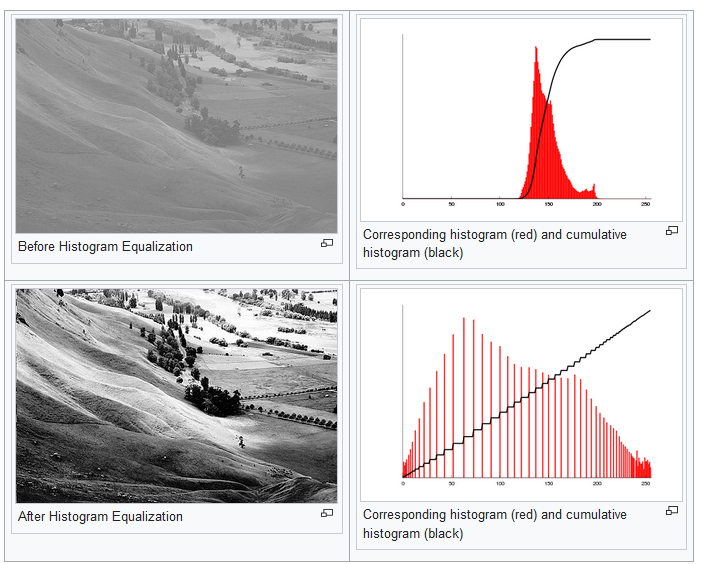 Before Histogram Equalization
0 50 100 150 200 250
Corresponding histogram (red) and cumulative
histogram (black)
After Histogram Equalization
0 50 100 150 200 250
Corresponding histogram (red) and cumulative
histogram (black)